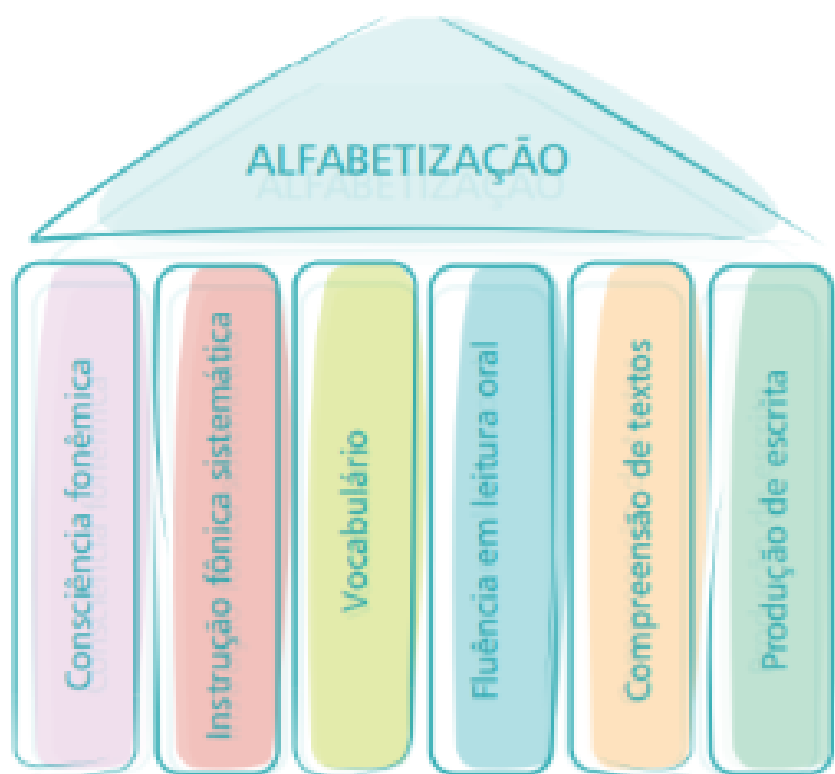 ALFABETIZAÇÃO
Consciência fonêmica
Instrução fônica sistemática
Vocabulário
Fluência em leitura oral
Compreensão de textos
Produção de escrita